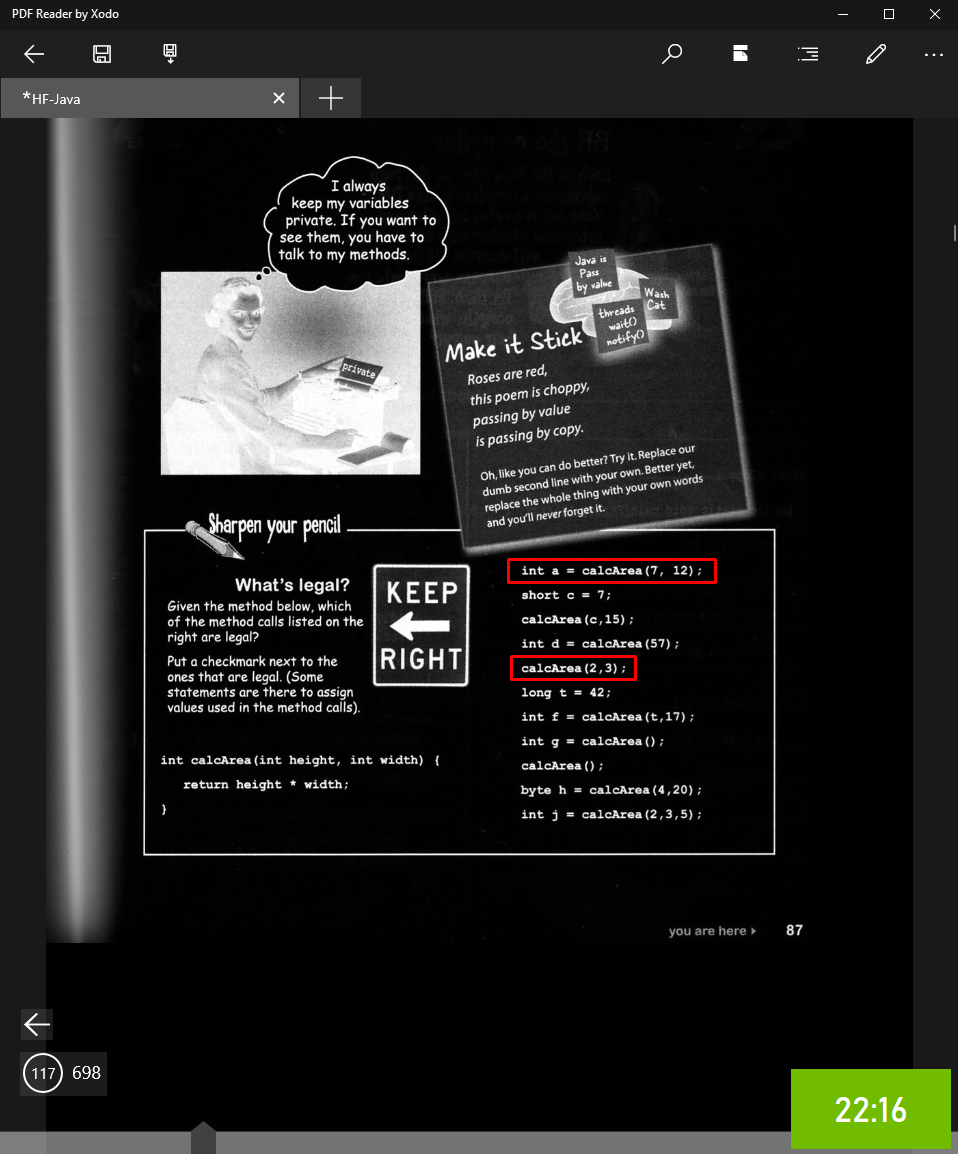 PDF Reader by Xodo
*HF-Java
I always
keep my variables
private. If you want to
see them, you have to
talk to my methods.
private
Java is
Pass
by value
Wash
Cat
threads
wait()
notify()
Make it Stick
Roses are red,
this poem is choppy,
passing by value
is passing by copy.
Oh, like you can do better? Try it. Replace our
dumb second line with your own. Better yet,
replace the whole thing with your own words
and you'll never forget it.
Sharpen your pencil
What's legal?
Given the method below, which
of the method calls listed on the
right are legal?
Put a checkmark next to the
ones that are legal. (Some
statements are there to assign
values used in the method calls).
KEEP
RIGHT
int calcArea(int height, int width) {
return height * width;
}
int a = calcArea(7, 12);
short c = 7;
calcArea(c,15);
int d = calcArea(57);
calcArea(2,3);
long t = 42;
int f = calcArea(t,17);
int g = calcArea();
calcArea();
byte h = calcArea(4,20);
int j = calcArea(2,3,5);
you are here
87
117 698
22:16